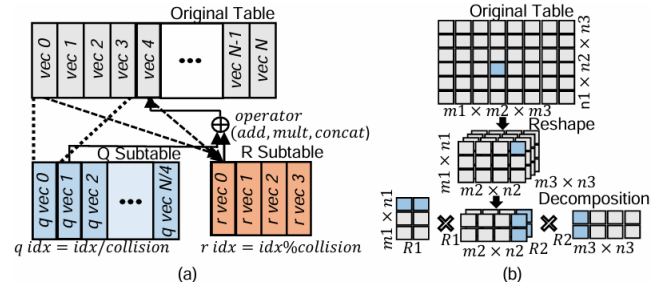 Original Table
vec 0
vec 1
vec 2
vec 3
vec 4
...
vec N-1
vec N
operator
(add, mult, concat)
Q Subtable
R Subtable
q vec 0
q vec 1
q vec 2
...
q vec N/4
r vec 0
r vec 1
r vec 2
r vec 3
q idx = idx/collision
r idx = idx%collision
(a)
Original Table
n1 × n2 × n3
m1 × m2 × m3
Reshape
m1 × n1
m2 × n2
m3 × n3
Decomposition
m1 × n1
R1
R1
m2 × n2
R2
R2
m3 × n3
(b)